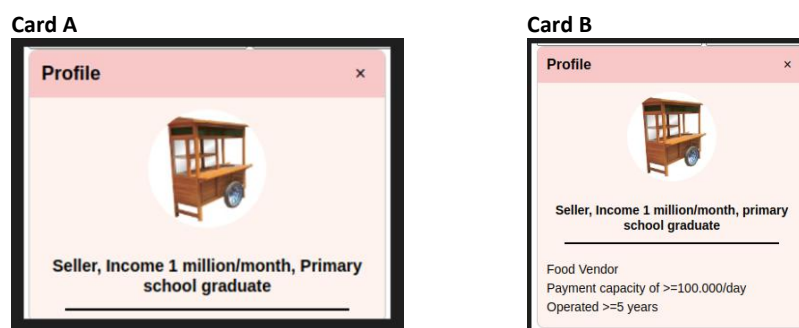 Card A
Profile ×
Seller, Income 1 million/month, Primary
school graduate
Card B
Profile ×
Seller, Income 1 million/month, primary
school graduate
Food Vendor
Payment capacity of >=100.000/day
Operated >=5 years